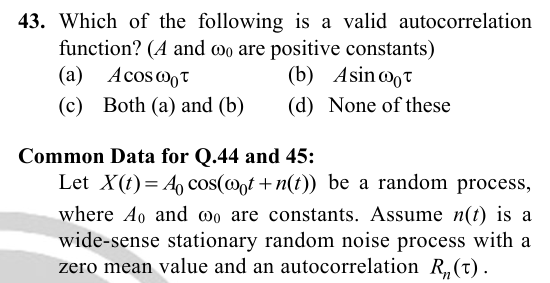 43. Which of the following is a valid autocorrelation
function? (A and ω₀ are positive constants)
(a) A cos ω₀τ (b) A sin ω₀τ
(c) Both (a) and (b) (d) None of these
Common Data for Q.44 and 45:
Let X(t) = A₀ cos(ω₀t + n(t)) be a random process,
where A₀ and ω₀ are constants. Assume n(t) is a
wide-sense stationary random noise process with a
zero mean value and an autocorrelation Rₙ(τ).